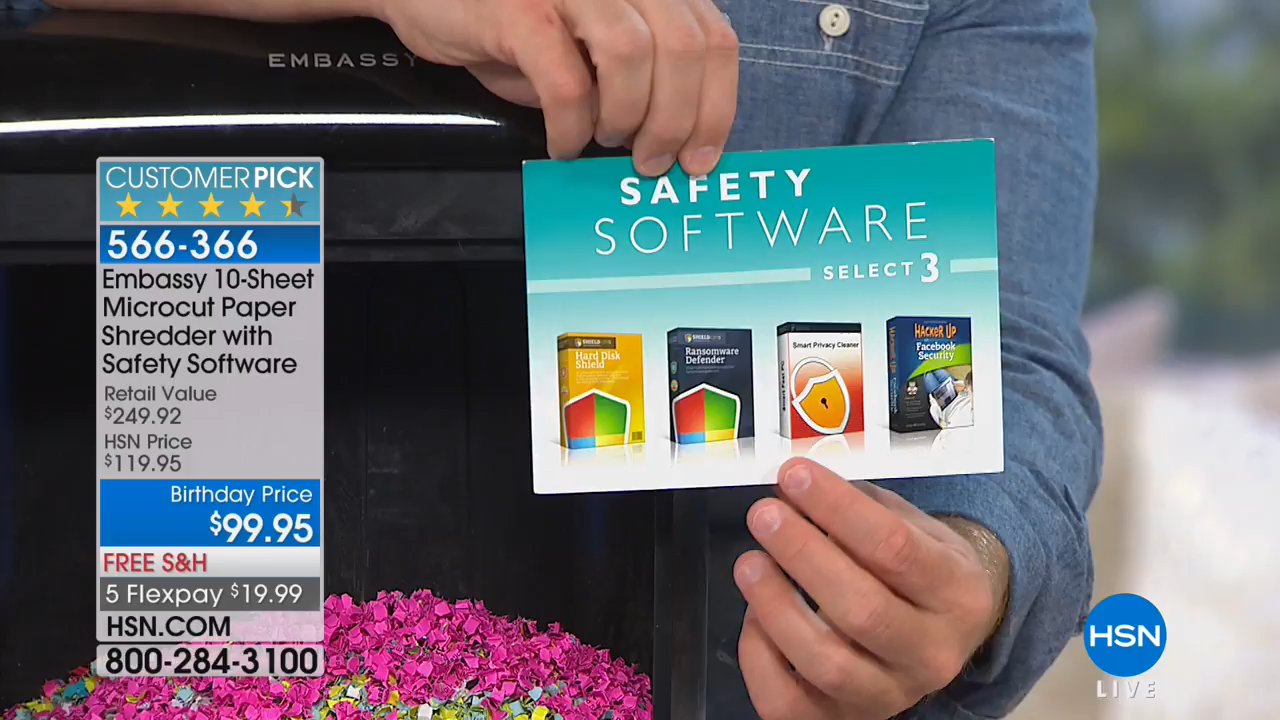 EMBASSY
CUSTOMER PICK
566-366
Embassy 10-Sheet
Microcut Paper
Shredder with
Safety Software
Retail Value
$249.92
HSN Price
$119.95
Birthday Price
$99.95
FREE S&H
5 Flexpay $19.99
HSN.COM
800-284-3100
SAFETY
SOFTWARE
SELECT 3
Hard Disk
Shield
Ransomware
Defender
Smart Privacy Cleaner
HACKER UP
Facebook
Security
HSN
LIVE